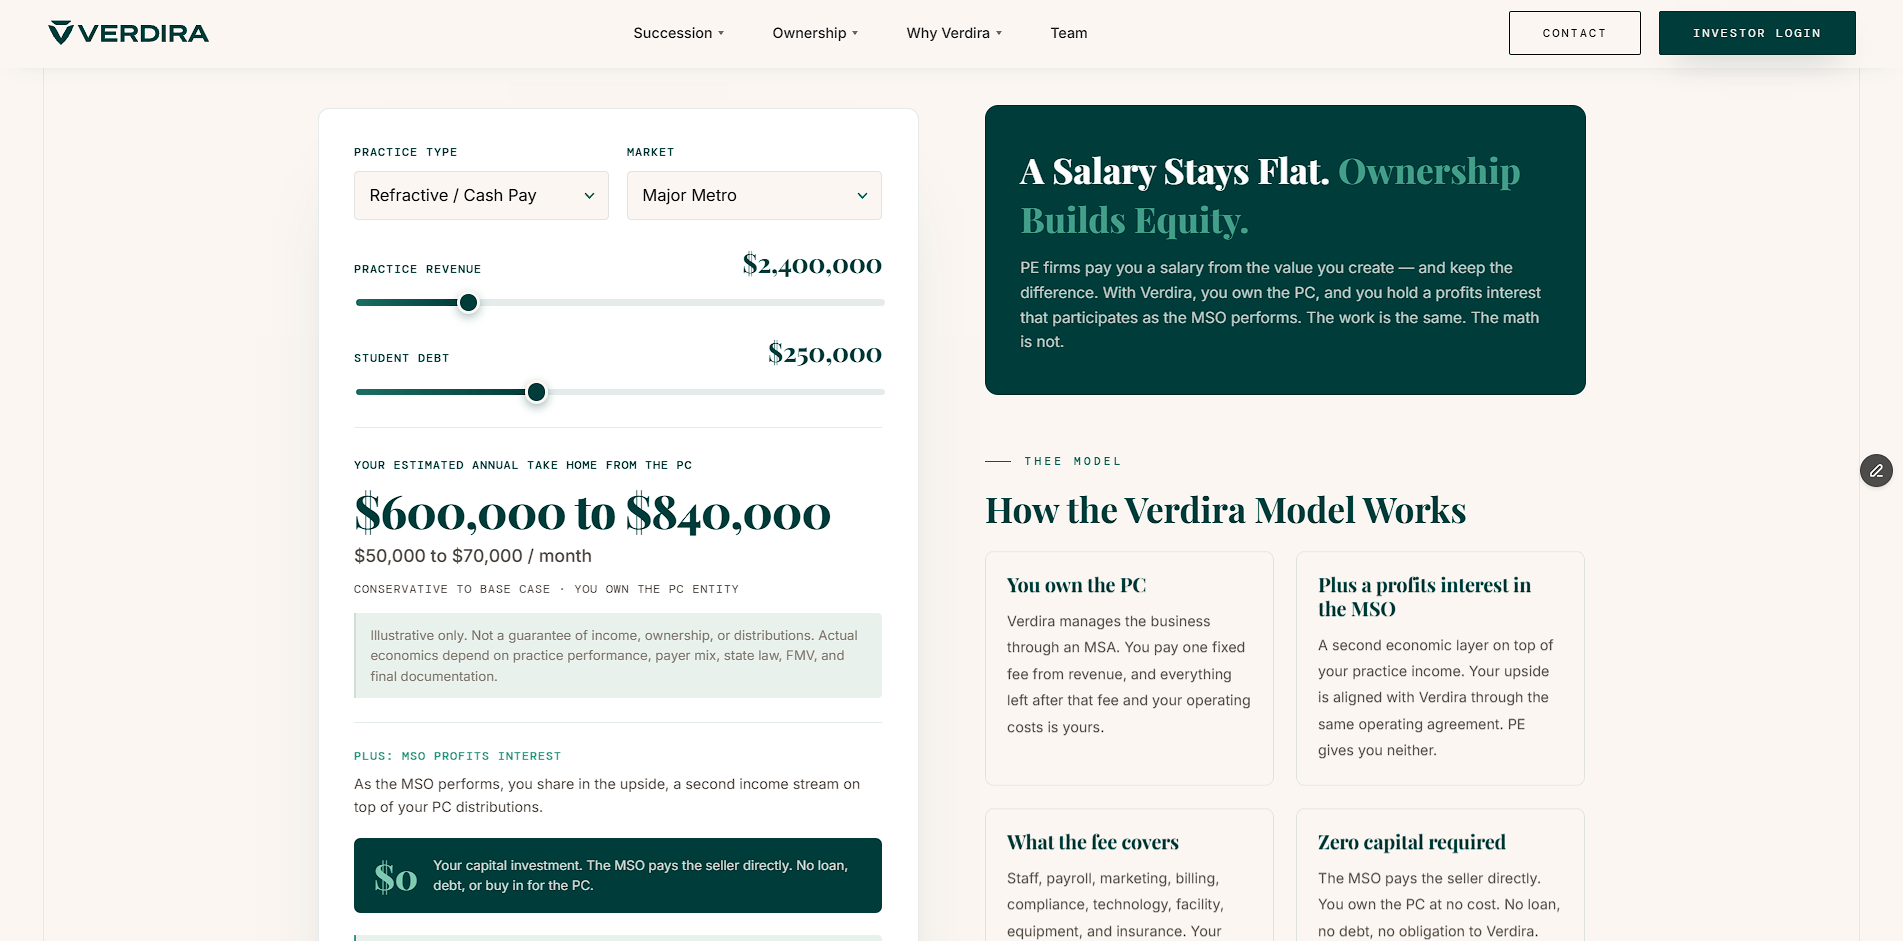 VERDIRA
Succession
Ownership
Why Verdira
Team
CONTACT
INVESTOR LOGIN
PRACTICE TYPE
MARKET
Refractive / Cash Pay
Major Metro
PRACTICE REVENUE
$2,400,000
STUDENT DEBT
$250,000
YOUR ESTIMATED ANNUAL TAKE HOME FROM THE PC
$600,000 to $840,000
$50,000 to $70,000 / month
CONSERVATIVE TO BASE CASE · YOU OWN THE PC ENTITY
Illustrative only. Not a guarantee of income, ownership, or distributions. Actual
economics depend on practice performance, payer mix, state law, FMV, and
final documentation.
PLUS: MSO PROFITS INTEREST
As the MSO performs, you share in the upside, a second income stream on
top of your PC distributions.
$0
Your capital investment. The MSO pays the seller directly. No loan,
debt, or buy in for the PC.
A Salary Stays Flat. Ownership
Builds Equity.
PE firms pay you a salary from the value you create — and keep the
difference. With Verdira, you own the PC, and you hold a profits interest
that participates as the MSO performs. The work is the same. The math
is not.
THEE MODEL
How the Verdira Model Works
You own the PC
Verdira manages the business
through an MSA. You pay one fixed
fee from revenue, and everything
left after that fee and your operating
costs is yours.
Plus a profits interest in
the MSO
A second economic layer on top of
your practice income. Your upside
is aligned with Verdira through the
same operating agreement. PE
gives you neither.
What the fee covers
Staff, payroll, marketing, billing,
compliance, technology, facility,
equipment, and insurance. Your
Zero capital required
The MSO pays the seller directly.
You own the PC at no cost. No loan,
no debt, no obligation to Verdira.